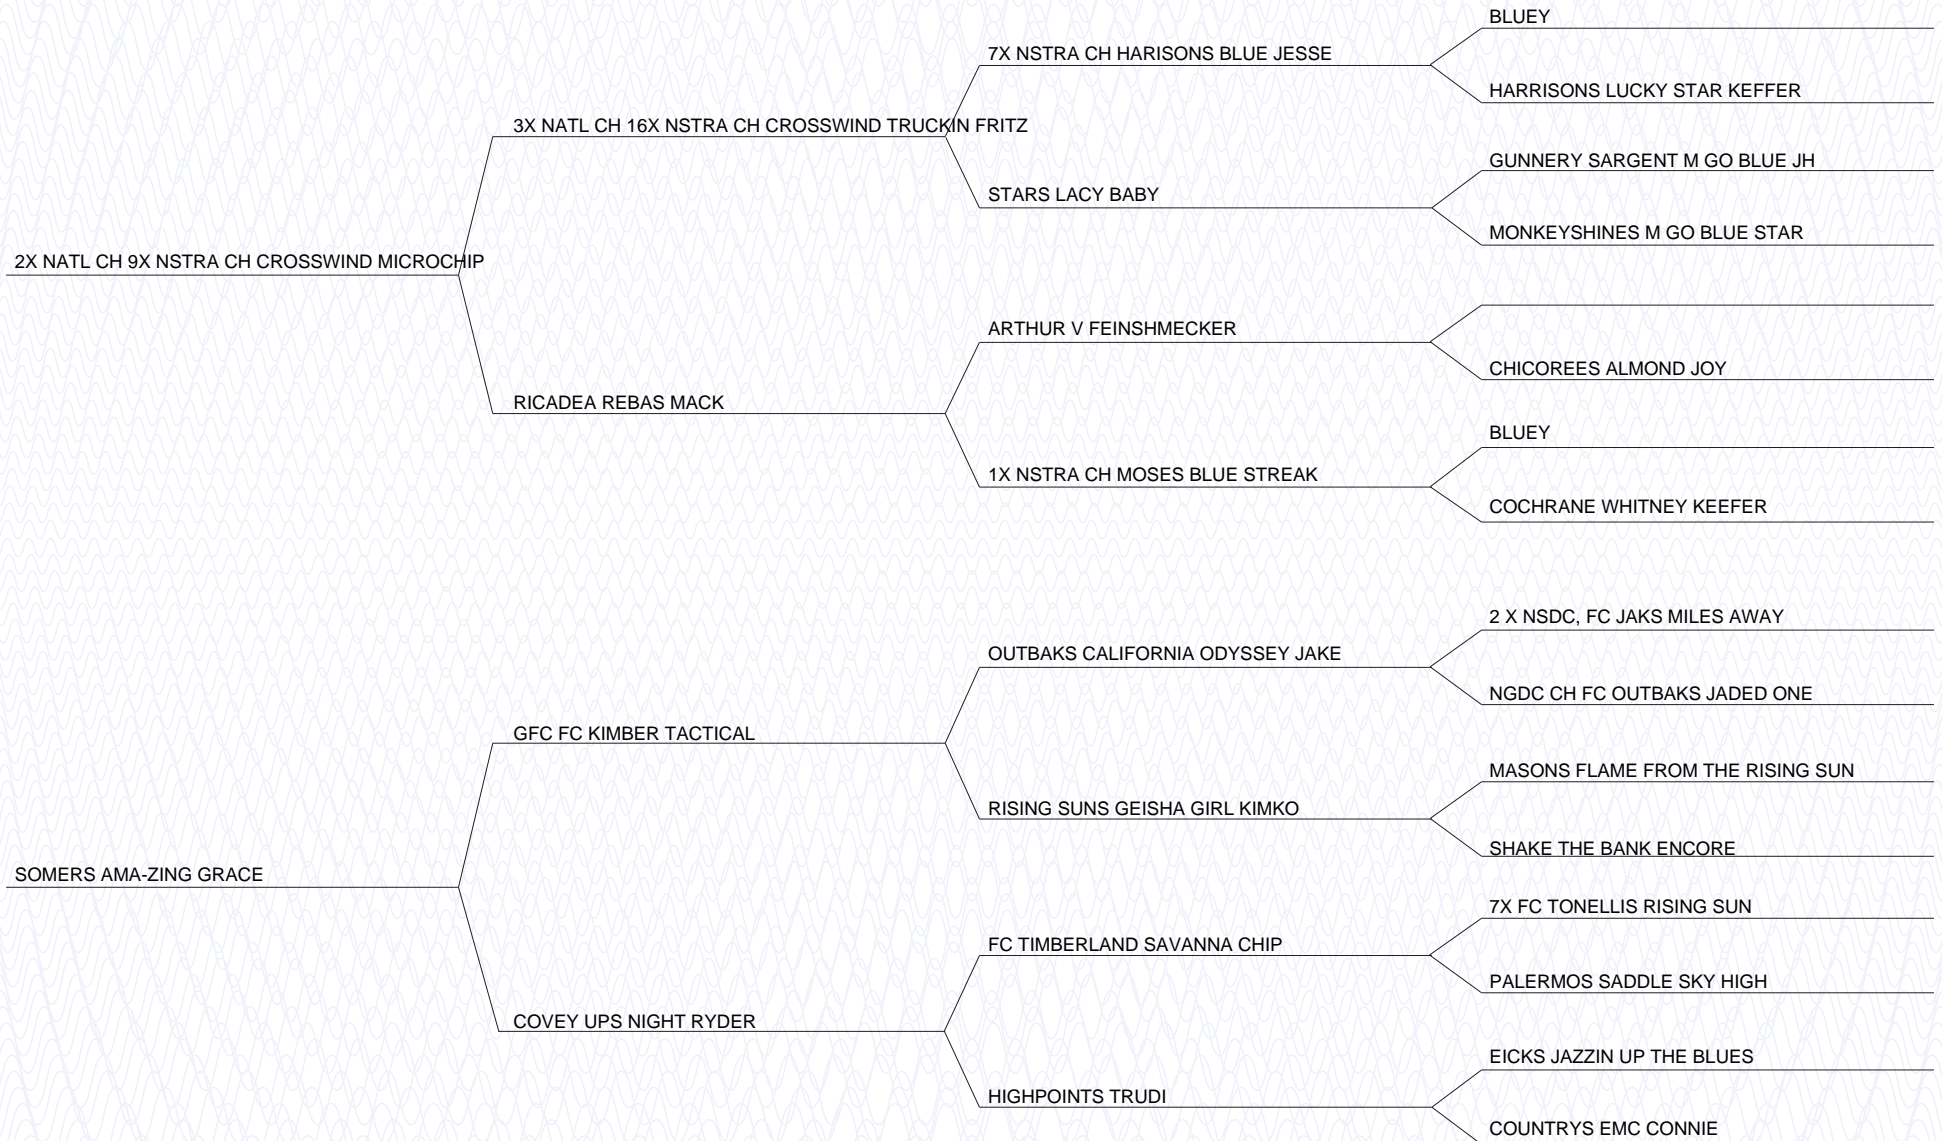 BLUEY
7X NSTRA CH HARISONS BLUE JESSE
HARRISONS LUCKY STAR KEFFER
3X NATL CH 16X NSTRA CH CROSSWIND TRUCKIN FRITZ
GUNNERY SARGENT M GO BLUE JH
STARS LACY BABY
MONKEYSHINES M GO BLUE STAR
2X NATL CH 9X NSTRA CH CROSSWIND MICROCHIP
ARTHUR V FEINSHMECKER
CHICOREES ALMOND JOY
RICADEA REBAS MACK
BLUEY
1X NSTRA CH MOSES BLUE STREAK
COCHRANE WHITNEY KEEFER
2 X NSDC, FC JAKS MILES AWAY
OUTBAKS CALIFORNIA ODYSSEY JAKE
NGDC CH FC OUTBAKS JADED ONE
GFC FC KIMBER TACTICAL
MASONS FLAME FROM THE RISING SUN
RISING SUNS GEISHA GIRL KIMKO
SHAKE THE BANK ENCORE
SOMERS AMA-ZING GRACE
7X FC TONELLIS RISING SUN
FC TIMBERLAND SAVANNA CHIP
PALERMOS SADDLE SKY HIGH
COVEY UPS NIGHT RYDER
EICKS JAZZIN UP THE BLUES
HIGHPOINTS TRUDI
COUNTRYS EMC CONNIE